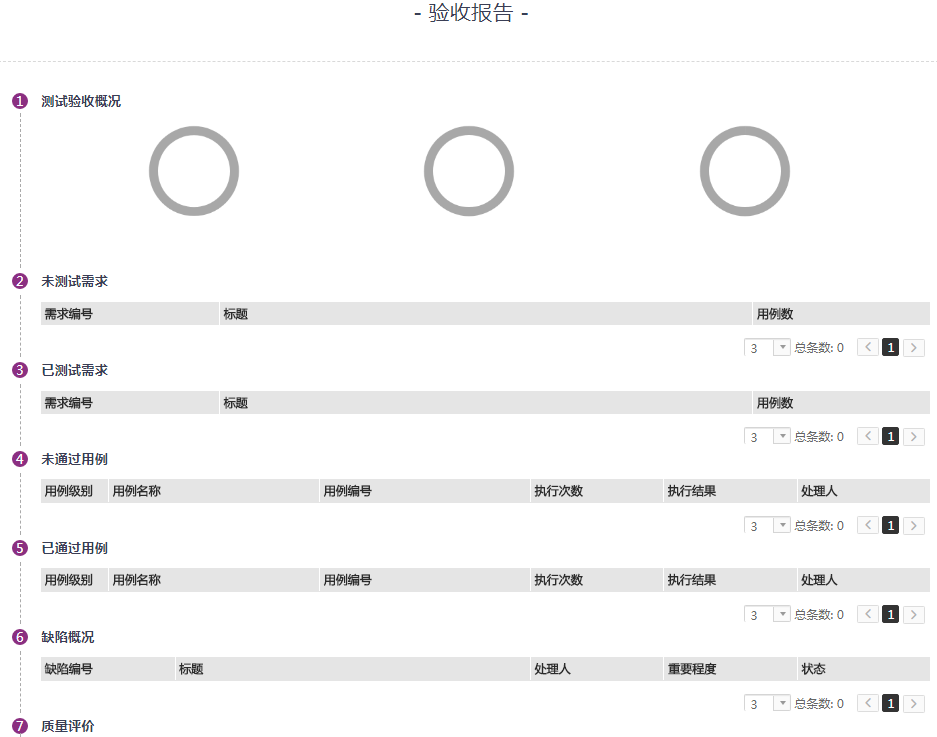 - 验收报告 -
1 测试验收概况
2 未测试需求
需求编号 标题 用例数
3 总条数: 0 < 1 >
3 已测试需求
需求编号 标题 用例数
3 总条数: 0 < 1 >
4 未通过用例
用例级别 用例名称 用例编号 执行次数 执行结果 处理人
3 总条数: 0 < 1 >
5 已通过用例
用例级别 用例名称 用例编号 执行次数 执行结果 处理人
3 总条数: 0 < 1 >
6 缺陷概况
缺陷编号 标题 处理人 重要程度 状态
3 总条数: 0 < 1 >
7 质量评价